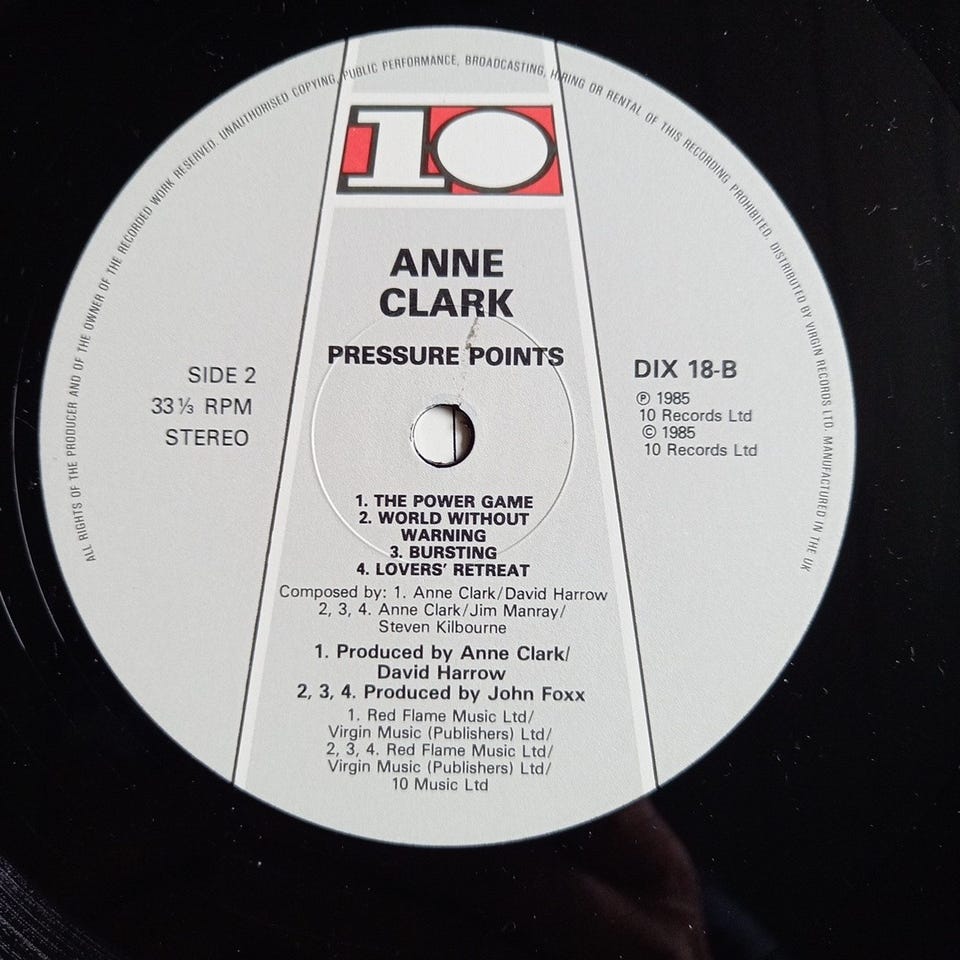 ALL RIGHTS OF THE PRODUCER AND OF THE OWNER OF THE RECORDED WORK RESERVED. UNAUTHORISED COPYING, PUBLIC PERFORMANCE, BROADCASTING, HIRING OR RENTAL OF THIS RECORDING PROHIBITED. DISTRIBUTED BY VIRGIN RECORDS LTD. MANUFACTURED IN THE UK
10
ANNE
CLARK
PRESSURE POINTS
SIDE 2
33⅓ RPM
STEREO
DIX 18-B
℗ 1985
10 Records Ltd
© 1985
10 Records Ltd
1. THE POWER GAME
2. WORLD WITHOUT
WARNING
3. BURSTING
4. LOVERS' RETREAT
Composed by: 1. Anne Clark/David Harrow
2, 3, 4. Anne Clark/Jim Manray/
Steven Kilbourne
1. Produced by Anne Clark/
David Harrow
2, 3, 4. Produced by John Foxx
1. Red Flame Music Ltd/
Virgin Music (Publishers) Ltd/
2, 3, 4. Red Flame Music Ltd/
Virgin Music (Publishers) Ltd/
10 Music Ltd